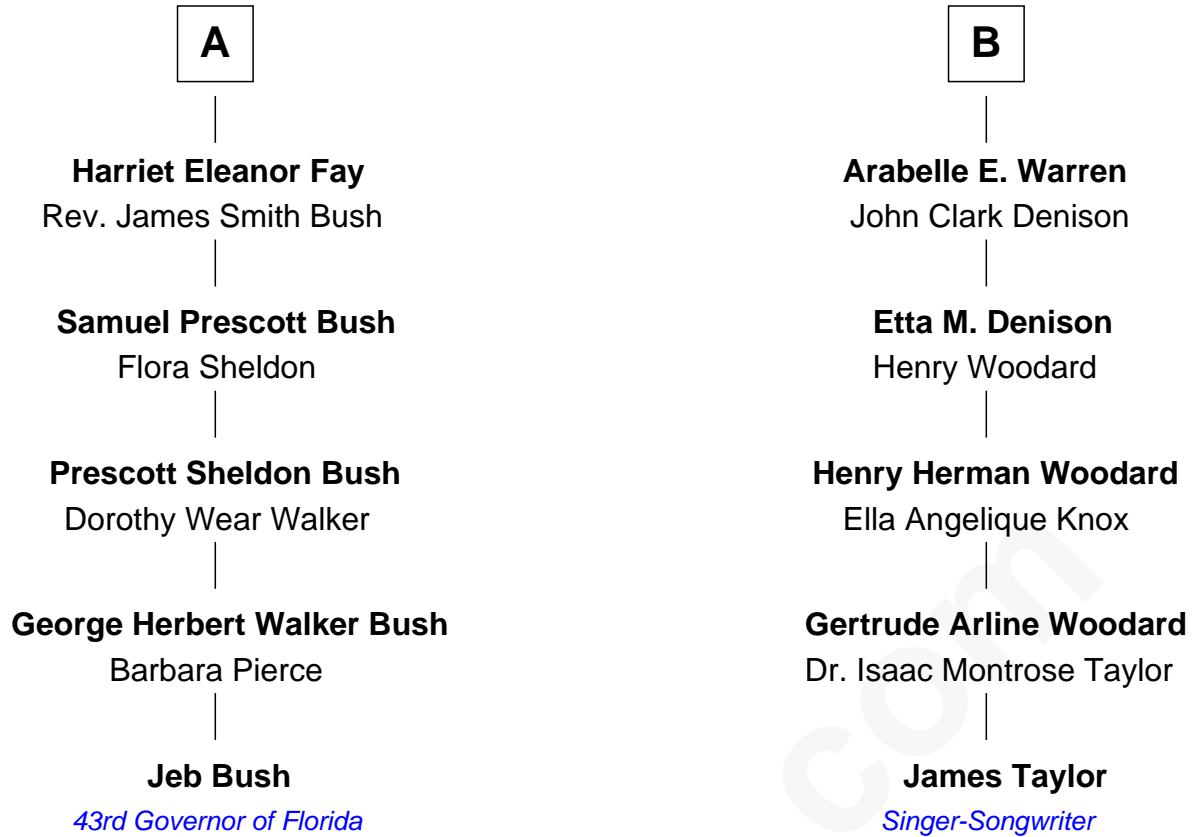 A
Harriet Eleanor Fay
Rev. James Smith Bush
Samuel Prescott Bush
Flora Sheldon
Prescott Sheldon Bush
Dorothy Wear Walker
George Herbert Walker Bush
Barbara Pierce
Jeb Bush
43rd Governor of Florida
B
Arabelle E. Warren
John Clark Denison
Etta M. Denison
Henry Woodard
Henry Herman Woodard
Ella Angelique Knox
Gertrude Arline Woodard
Dr. Isaac Montrose Taylor
James Taylor
Singer-Songwriter
com